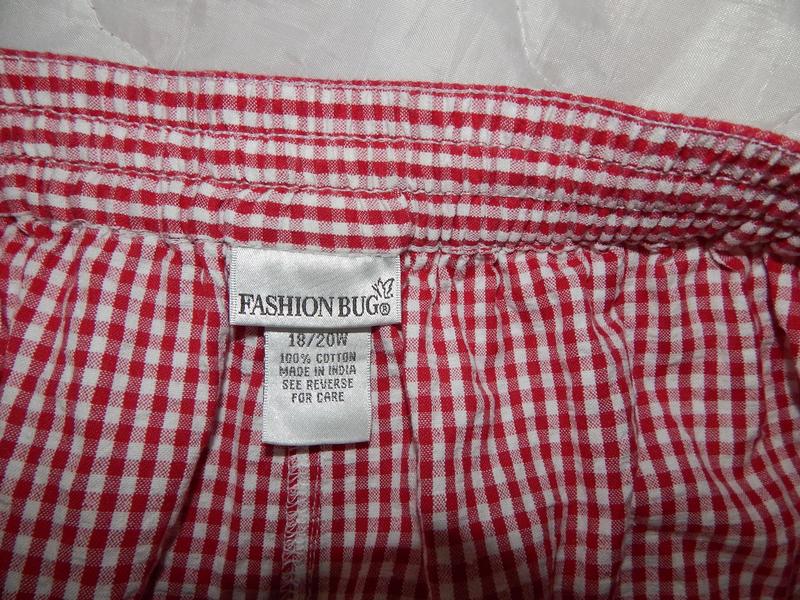 FASHION BUG®
18/20W
100% COTTON
MADE IN INDIA
SEE REVERSE
FOR CARE